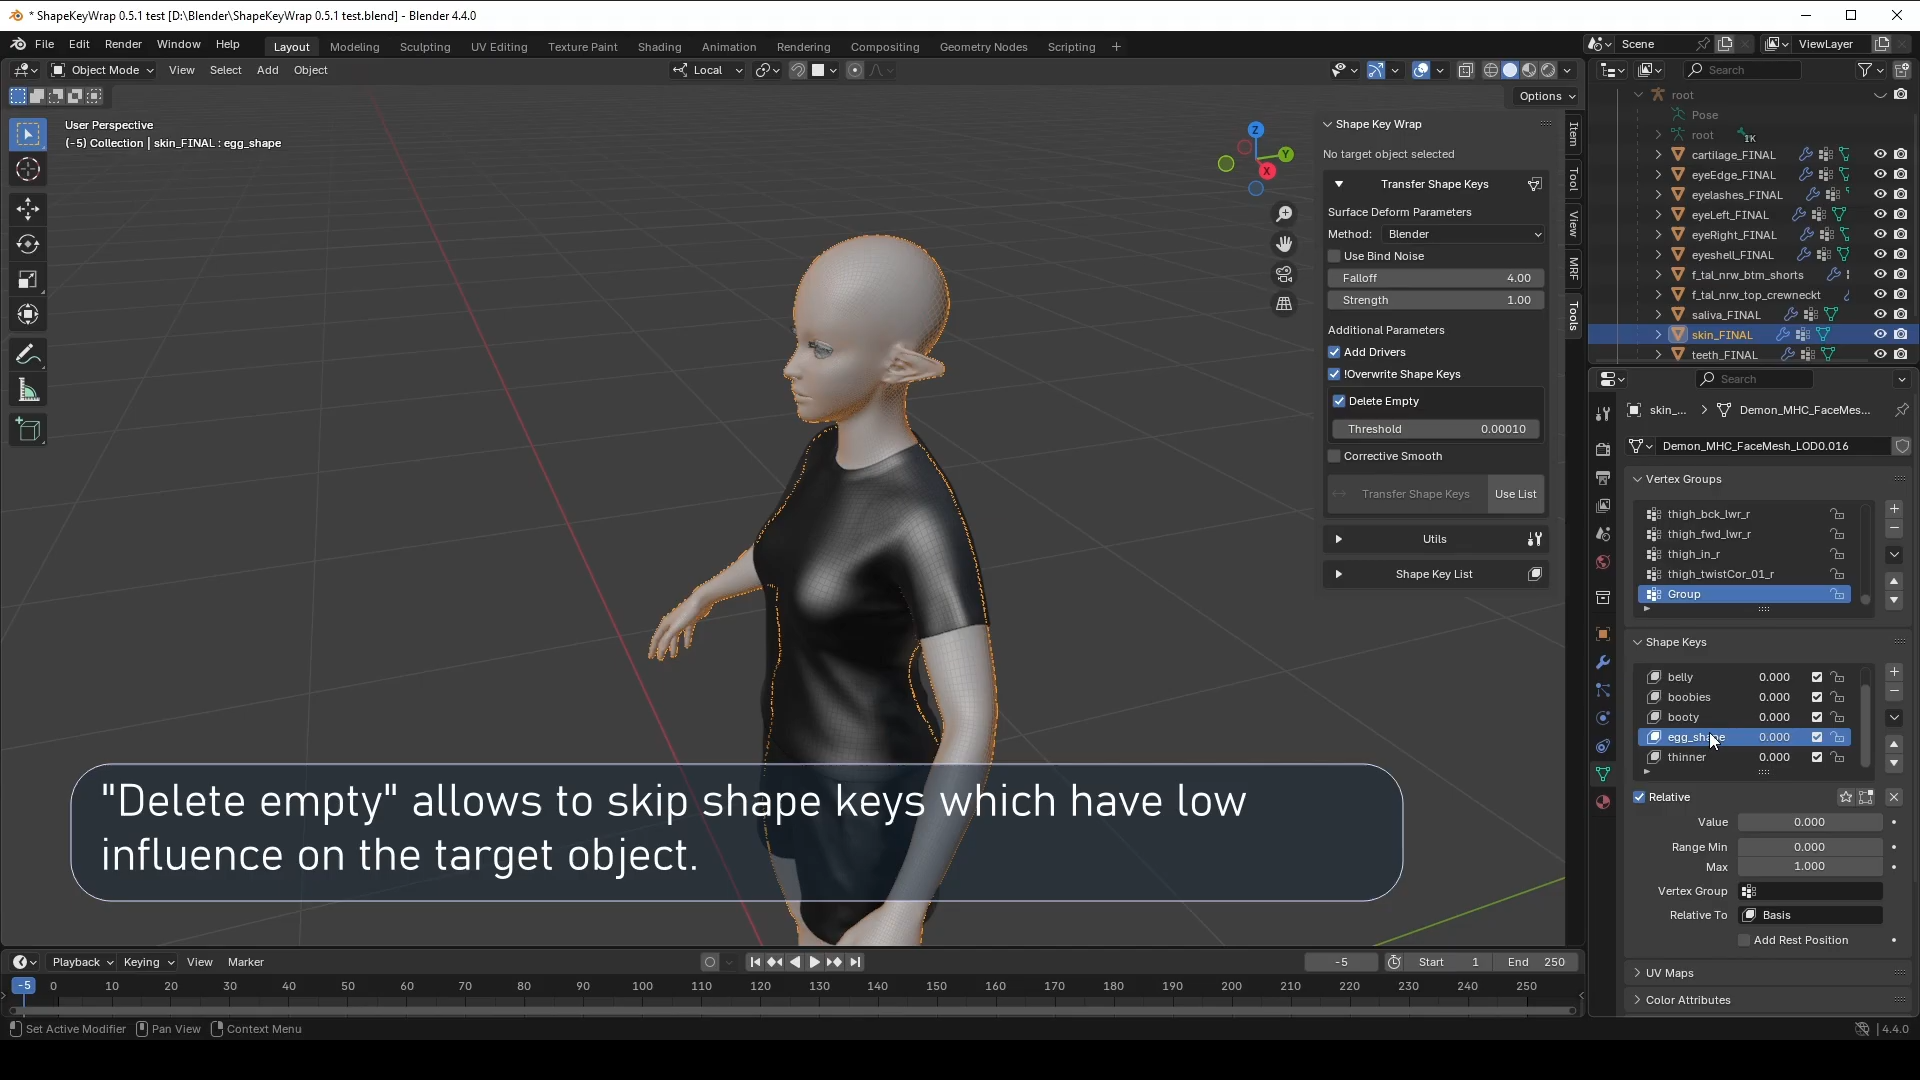 * ShapeKeyWrap 0.5.1 test [D:\Blender\ShapeKeyWrap 0.5.1 test.blend] - Blender 4.4.0
File Edit Render Window Help Layout Modeling Sculpting UV Editing Texture Paint Shading Animation Rendering Compositing Geometry Nodes Scripting + Scene ViewLayer
Object Mode View Select Add Object Local Search
Options
User Perspective
(-5) Collection | skin_FINAL : egg_shape
Z
Y
X
Shape Key Wrap
No target object selected
Transfer Shape Keys
Surface Deform Parameters
Method: Blender
Use Bind Noise
Falloff 4.00
Strength 1.00
Additional Parameters
Add Drivers
!Overwrite Shape Keys
Delete Empty
Threshold 0.00010
Corrective Smooth
Transfer Shape Keys Use List
Utils
Shape Key List
Item
Tool
View
MRF
Tools
root
Pose
root 1K
cartilage_FINAL
eyeEdge_FINAL
eyelashes_FINAL
eyeLeft_FINAL
eyeRight_FINAL
eyeshell_FINAL
f_tal_nrw_btm_shorts
f_tal_nrw_top_crewneckt
saliva_FINAL
skin_FINAL
teeth_FINAL
Search
skin_... Demon_MHC_FaceMes...
Demon_MHC_FaceMesh_LOD0.016
Vertex Groups
thigh_bck_lwr_r
thigh_fwd_lwr_r
thigh_in_r
thigh_twistCor_01_r
Group
Shape Keys
belly 0.000
boobies 0.000
booty 0.000
egg_shape 0.000
thinner 0.000
Relative
Value 0.000
Range Min 0.000
Max 1.000
Vertex Group
Relative To Basis
Add Rest Position
UV Maps
Color Attributes
"Delete empty" allows to skip shape keys which have low
influence on the target object.
Playback Keying View Marker -5 Start 1 End 250
-5 0 10 20 30 40 50 60 70 80 90 100 110 120 130 140 150 160 170 180 190 200 210 220 230 240 250
Set Active Modifier Pan View Context Menu 4.4.0